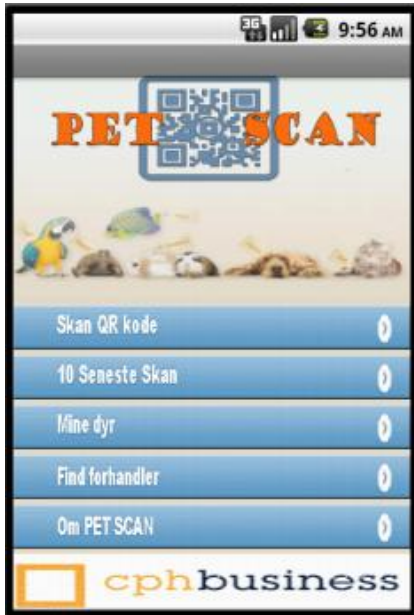 3G
9:56 AM
PET SCAN
Skan QR kode
10 Seneste Skan
Mine dyr
Find forhandler
Om PET SCAN
cphbusiness